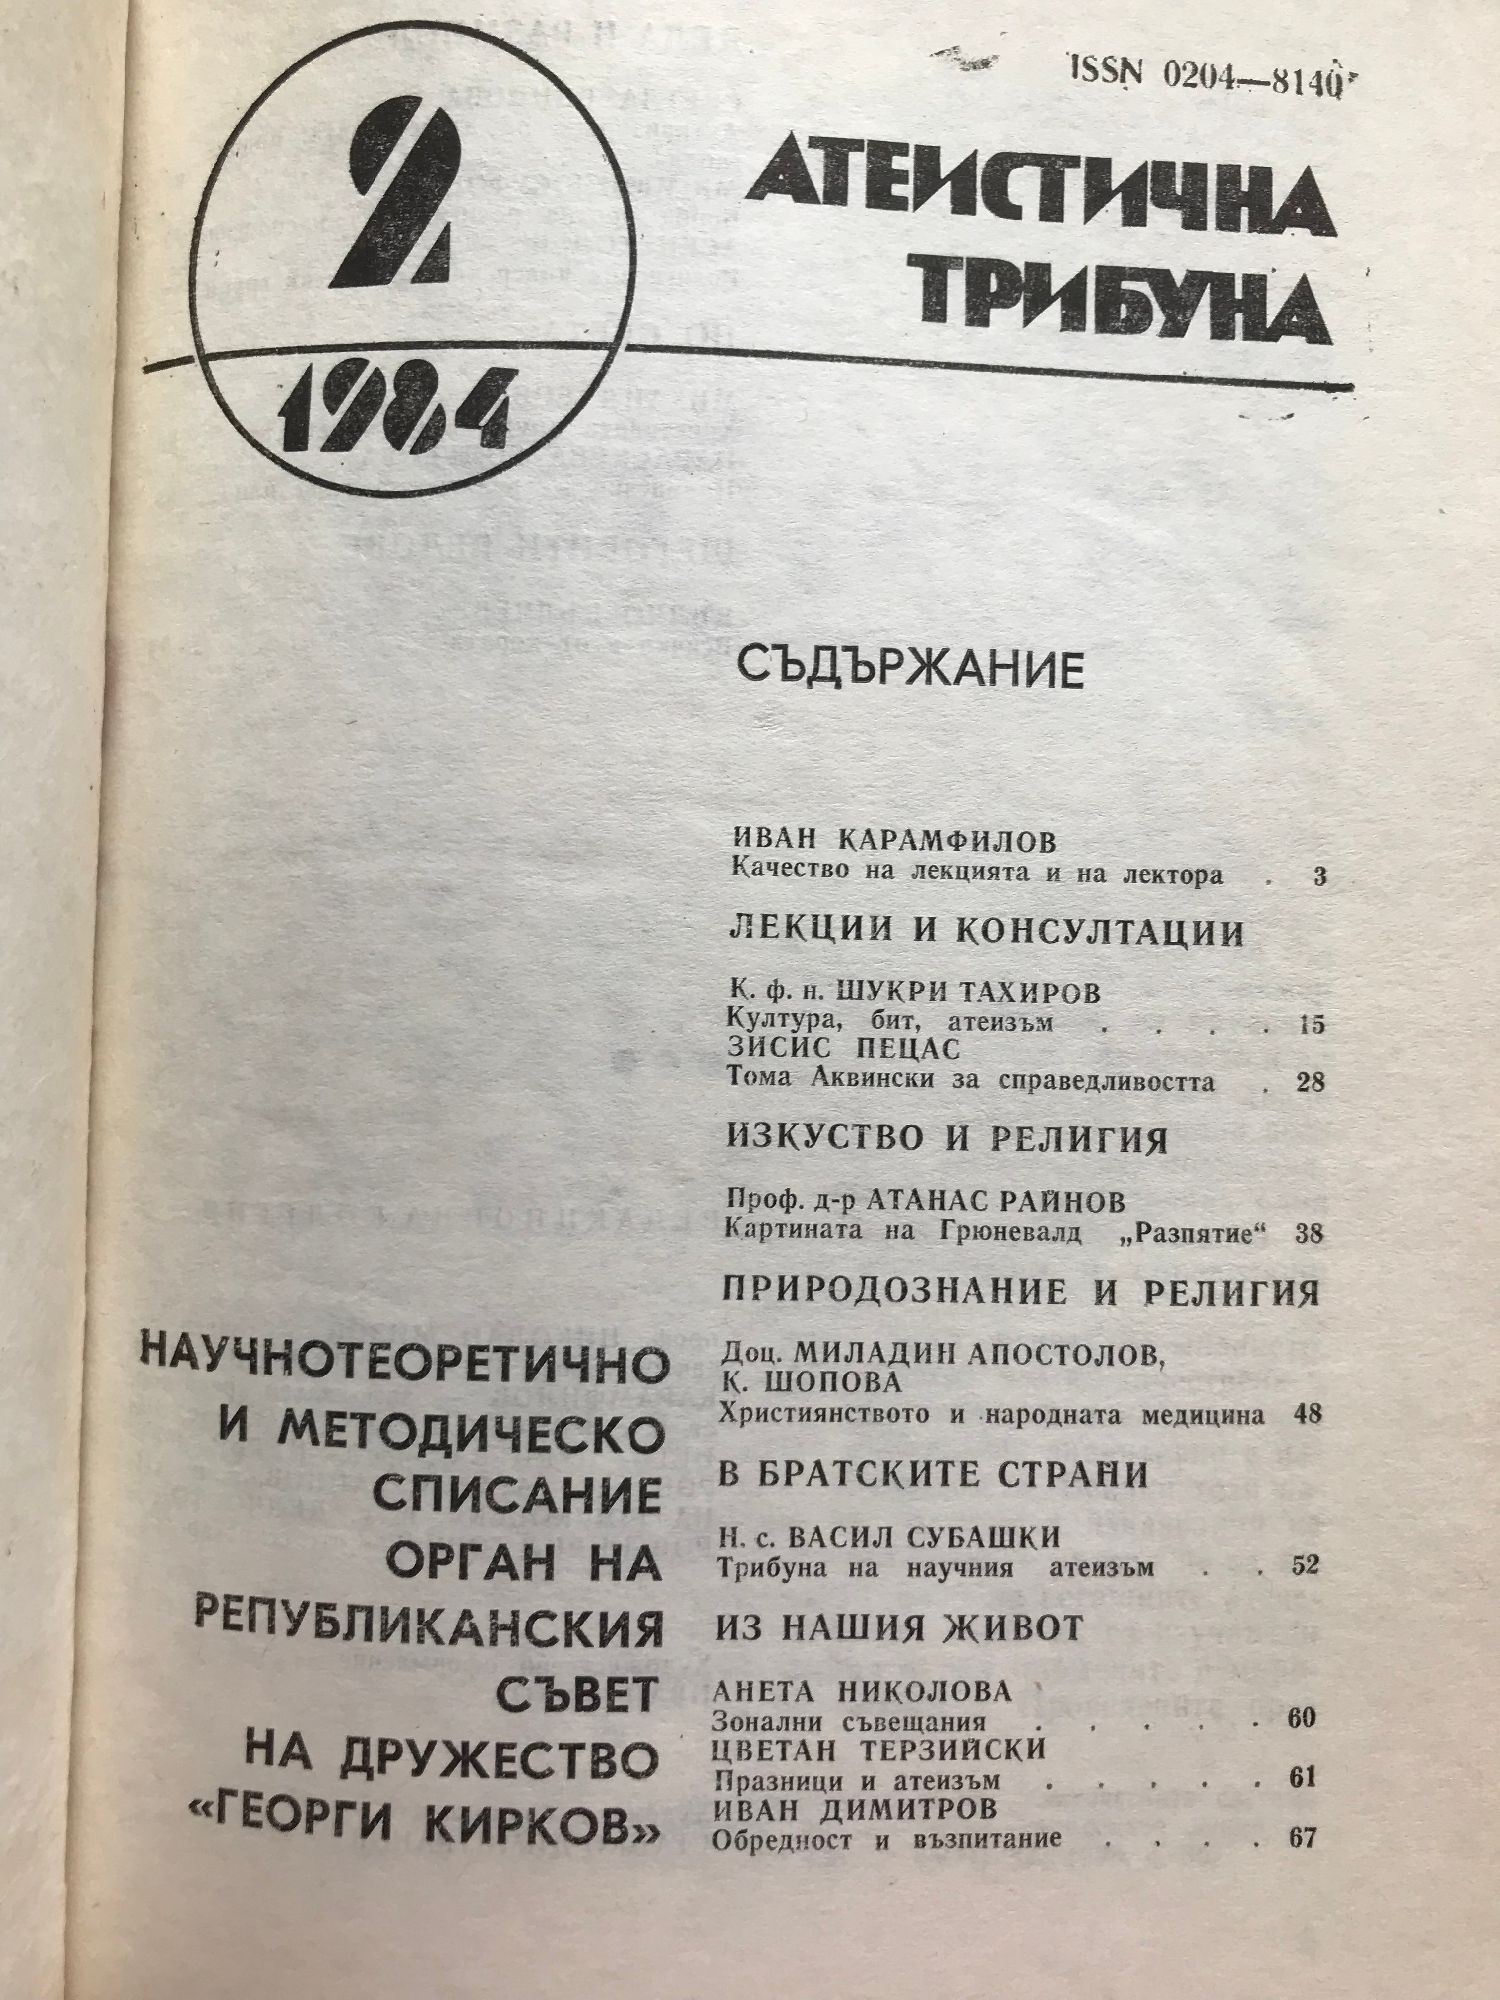 ISSN 0204—8140
2
1984
АТЕИСТИЧНА
ТРИБУНА
СЪДЪРЖАНИЕ
ИВАН КАРАМФИЛОВ
Качество на лекцията и на лектора . 3
ЛЕКЦИИ И КОНСУЛТАЦИИ
К. ф. н. ШУКРИ ТАХИРОВ
Култура, бит, атеизъм . . . . 15
ЗИСИС ПЕЦАС
Тома Аквински за справедливостта . 28
ИЗКУСТВО И РЕЛИГИЯ
Проф. д-р АТАНАС РАЙНОВ
Картината на Грюневалд „Разпятие“ 38
ПРИРОДОЗНАНИЕ И РЕЛИГИЯ
Доц. МИЛАДИН АПОСТОЛОВ,
К. ШОПОВА
Християнството и народната медицина 48
В БРАТСКИТЕ СТРАНИ
Н. с. ВАСИЛ СУБАШКИ
Трибуна на научния атеизъм . . 52
ИЗ НАШИЯ ЖИВОТ
АНЕТА НИКОЛОВА
Зонални съвещания . . . . . 60
ЦВЕТАН ТЕРЗИЙСКИ
Празници и атеизъм . . . . . 61
ИВАН ДИМИТРОВ
Обредност и възпитание . . . . 67
НАУЧНОТЕОРЕТИЧНО
И МЕТОДИЧЕСКО
СПИСАНИЕ
ОРГАН НА
РЕПУБЛИКАНСКИЯ
СЪВЕТ
НА ДРУЖЕСТВО
«ГЕОРГИ КИРКОВ»